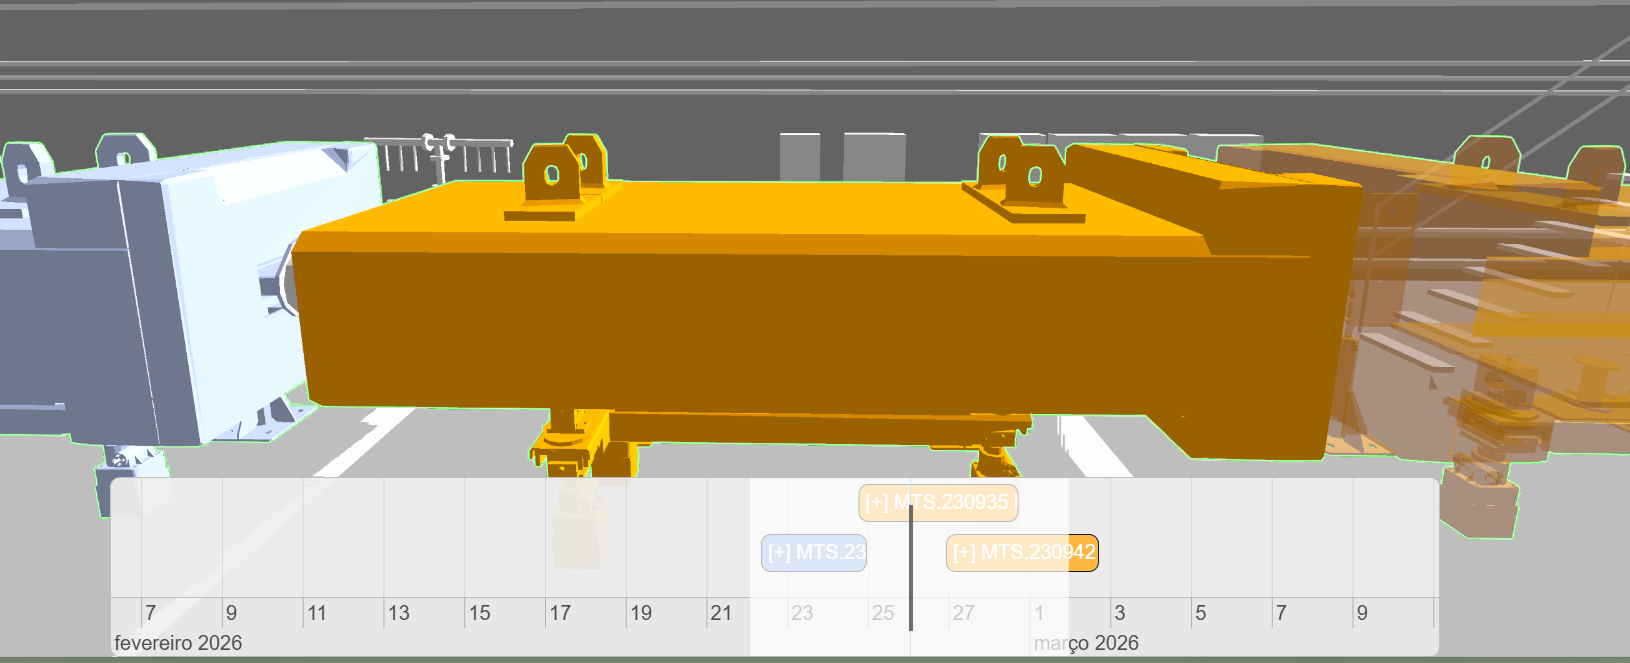 [+] MTS.230935
[+] MTS.23
[+] MTS.230942
7 9 11 13 15 17 19 21 23 25 27 1 3 5 7 9
fevereiro 2026 março 2026